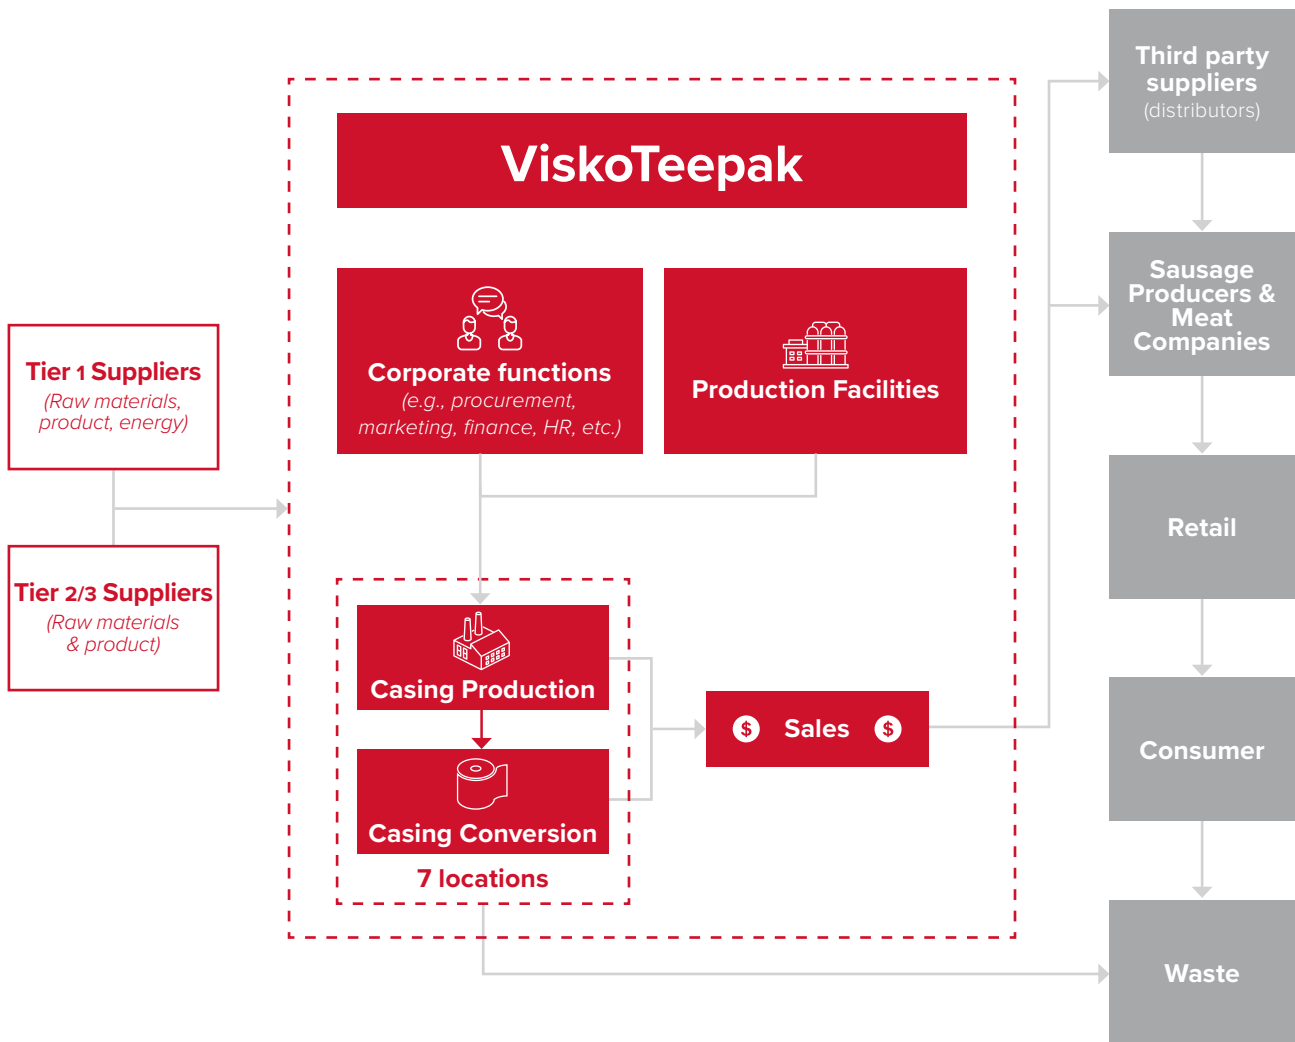 ViskoTeepak
Tier 1 Suppliers
(Raw materials,
product, energy)
Tier 2/3 Suppliers
(Raw materials
& product)
Corporate functions
(e.g., procurement,
marketing, finance, HR, etc.)
Production Facilities
Casing Production
Casing Conversion
7 locations
$ Sales $
Third party
suppliers
(distributors)
Sausage
Producers &
Meat
Companies
Retail
Consumer
Waste